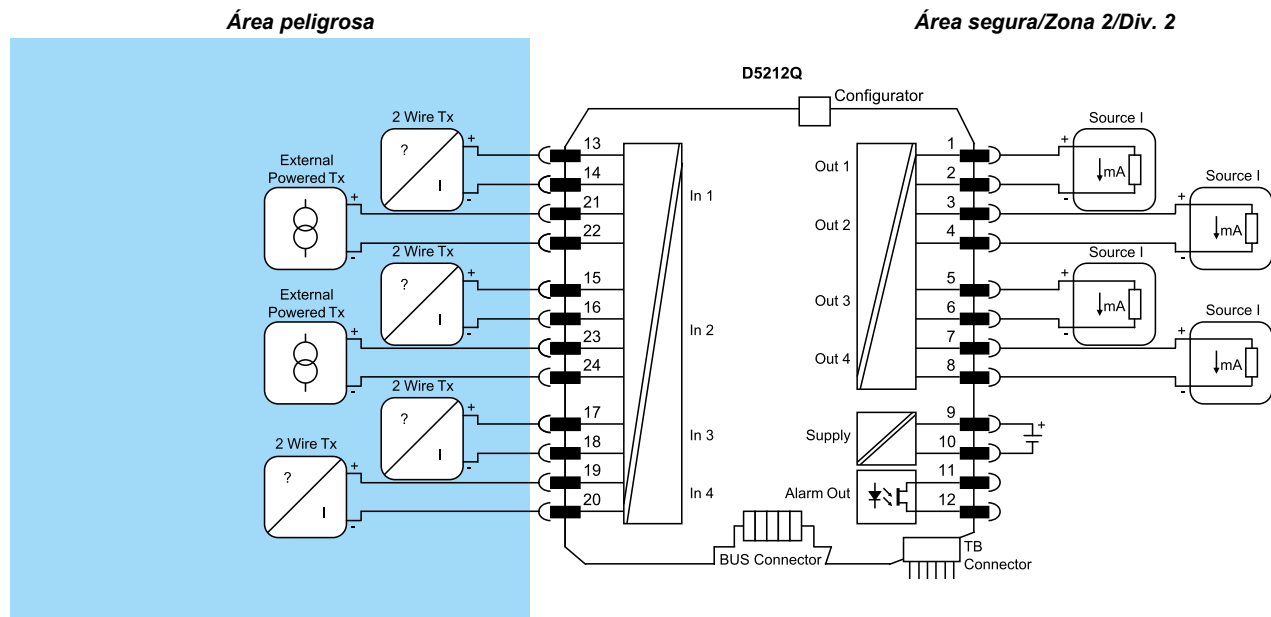 Área peligrosa
Área segura/Zona 2/Div. 2
D5212Q
Configurator
2 Wire Tx
?
I
+
-
External
Powered Tx
+
-
2 Wire Tx
?
I
+
-
External
Powered Tx
+
-
2 Wire Tx
?
I
+
-
2 Wire Tx
?
I
+
-
13
14
21
22
In 1
15
16
23
24
In 2
17
18
In 3
19
20
In 4
Out 1
1
2
Out 2
3
4
Out 3
5
6
Out 4
7
8
Supply
9
10
+
Alarm Out
11
12
Source I
+
-
mA
Source I
+
-
mA
Source I
+
-
mA
Source I
+
-
mA
BUS Connector
TB
Connector